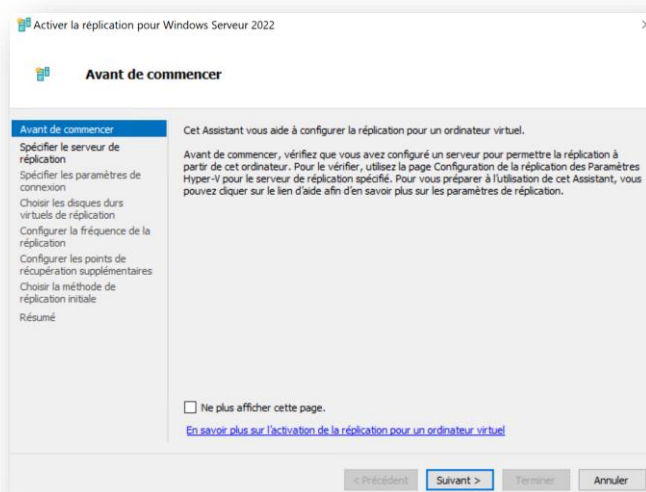 Activer la réplication pour Windows Serveur 2022
Avant de commencer
Avant de commencer
Spécifier le serveur de
réplication
Spécifier les paramètres de
connexion
Choisir les disques durs
virtuels de réplication
Configurer la fréquence de la
réplication
Configurer les points de
récupération supplémentaires
Choisir la méthode de
réplication initiale
Résumé
Cet Assistant vous aide à configurer la réplication pour un ordinateur virtuel.
Avant de commencer, vérifiez que vous avez configuré un serveur pour permettre la réplication à
partir de cet ordinateur. Pour le vérifier, utilisez la page Configuration de la réplication des Paramètres
Hyper-V pour le serveur de réplication spécifié. Pour vous préparer à l'utilisation de cet Assistant, vous
pouvez cliquer sur le lien d'aide afin d'en savoir plus sur les paramètres de réplication.
Ne plus afficher cette page.
En savoir plus sur l'activation de la réplication pour un ordinateur virtuel
< Précédent Suivant > Terminer Annuler